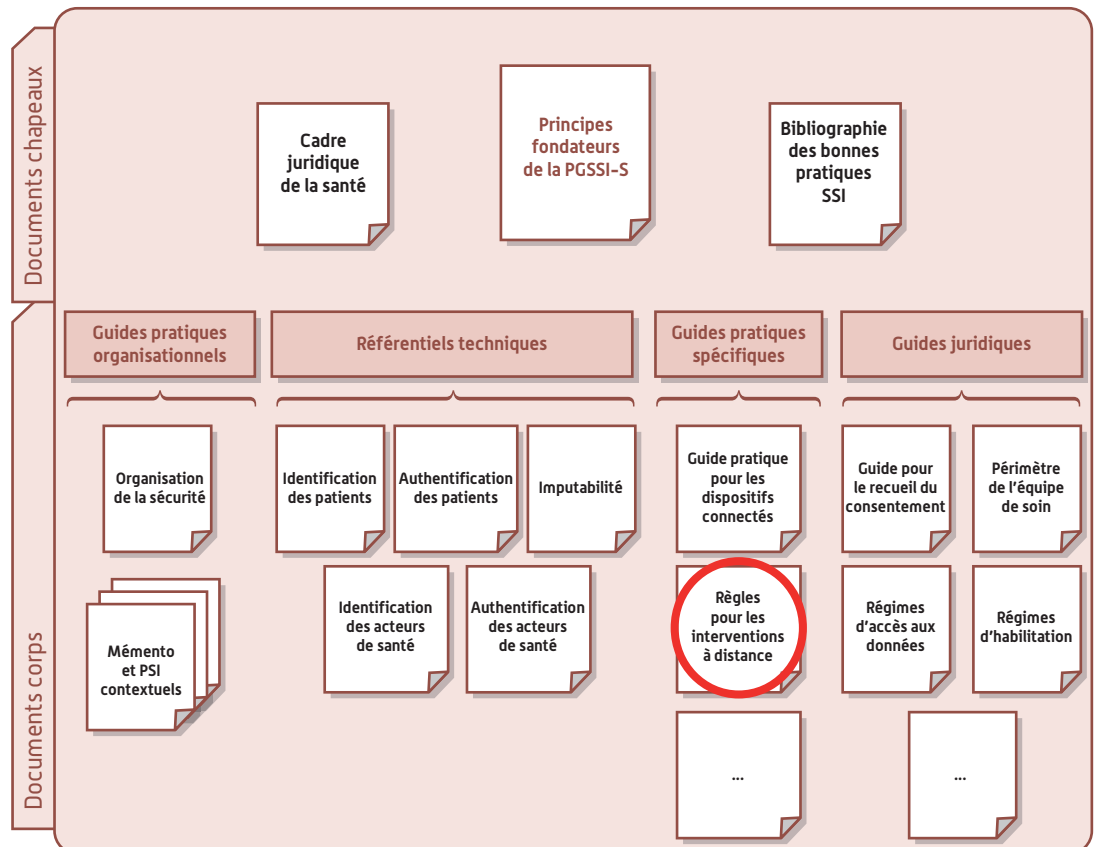 Documents chapeaux
Cadre
juridique
de la santé
Principes
fondateurs
de la PGSSI-S
Bibliographie
des bonnes
pratiques
SSI
Documents corps
Guides pratiques
organisationnels
Référentiels techniques
Guides pratiques
spécifiques
Guides juridiques
Organisation
de la sécurité
Identification
des patients
Authentification
des patients
Imputabilité
Guide pratique
pour les
dispositifs
connectés
Guide pour
le recueil du
consentement
Périmètre
de l'équipe
de soin
Mémento
et PSI
contextuels
Identification
des acteurs
de santé
Authentification
des acteurs
de santé
Règles
pour les
interventions
à distance
Régimes
d'accès aux
données
Régimes
d'habilitation
...
...